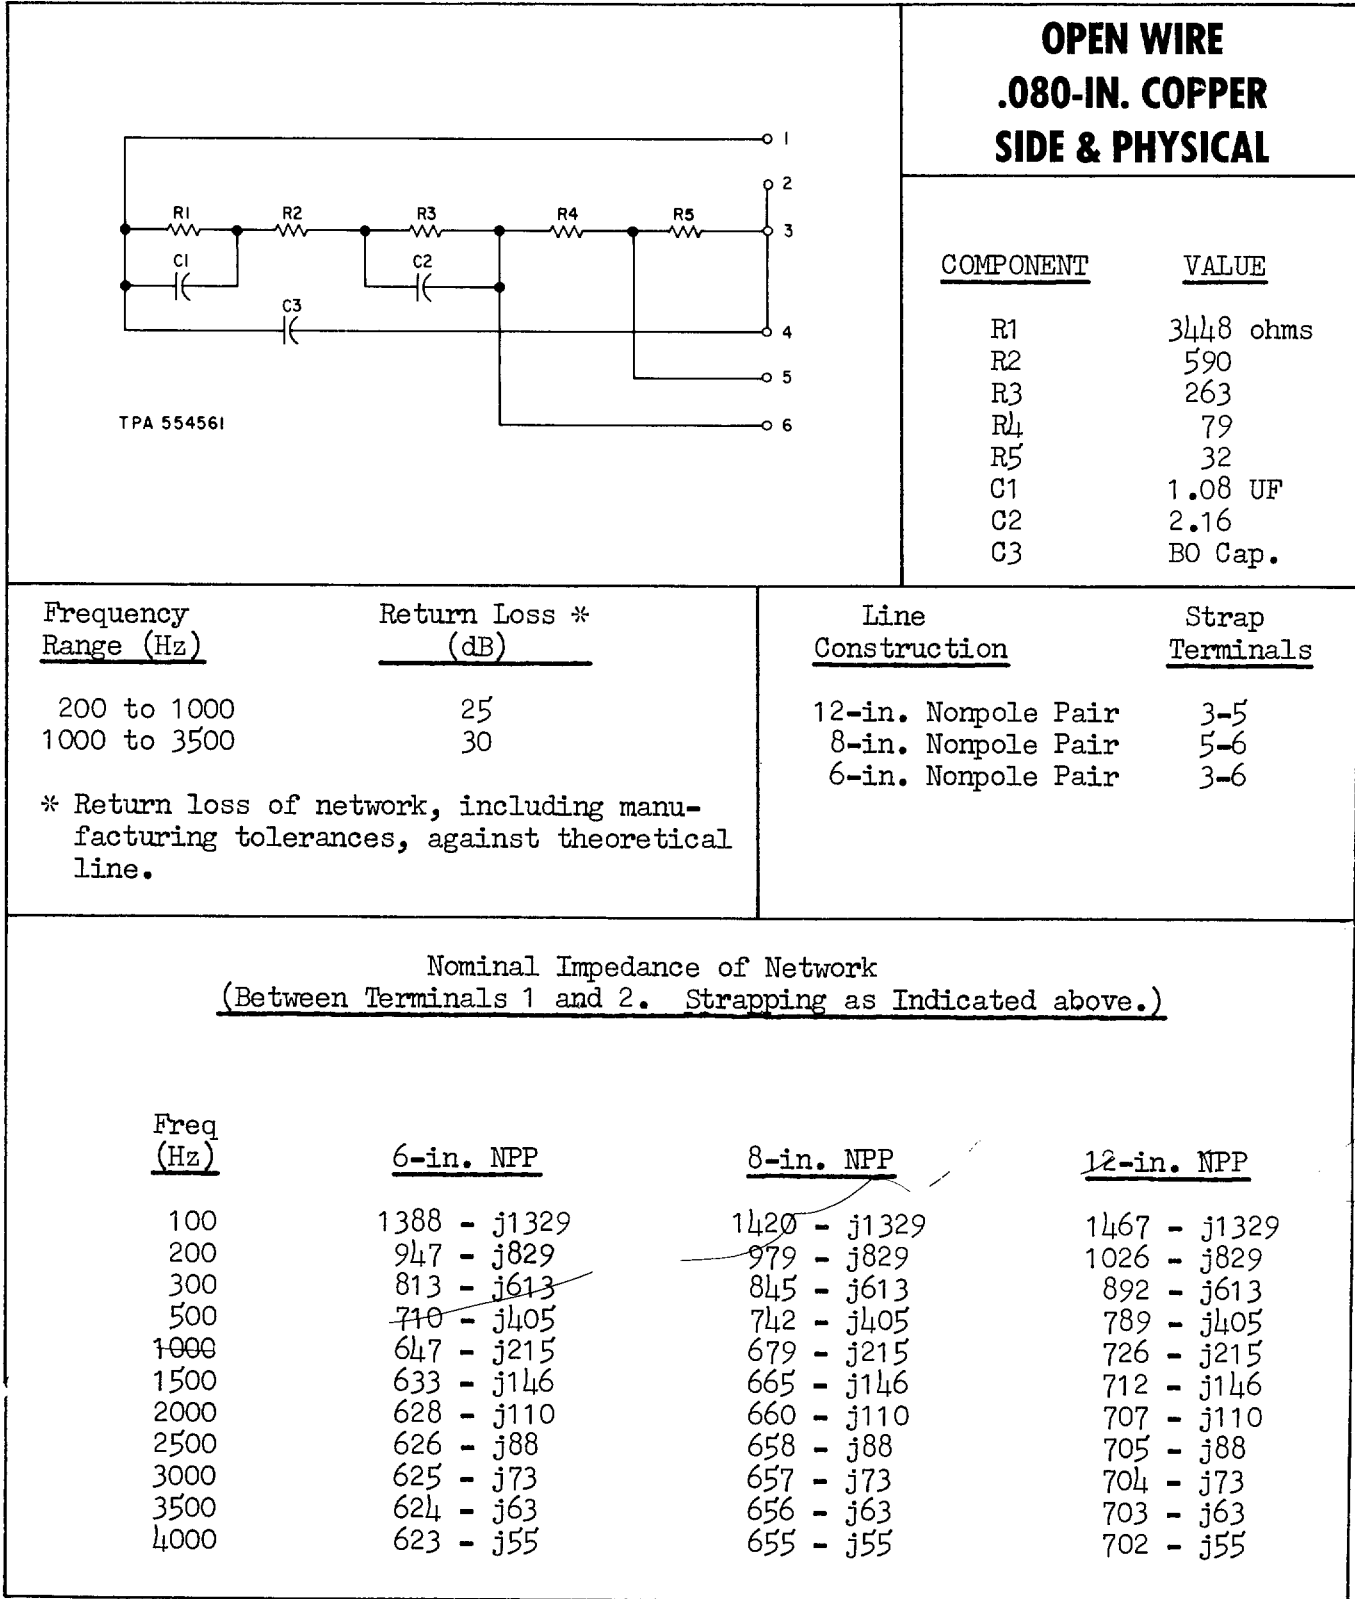 OPEN WIRE
.080-IN. COPPER
SIDE & PHYSICAL
1
2
R1 R2 R3 R4 R5 3
C1 C2
C3
4
5
TPA 554561
6
COMPONENT VALUE
R1 3448 ohms
R2 590
R3 263
R4 79
R5 32
C1 1.08 UF
C2 2.16
C3 BO Cap.
Frequency Return Loss *
Range (Hz) (dB)
200 to 1000 25
1000 to 3500 30
* Return loss of network, including manu-
facturing tolerances, against theoretical
line.
Line Strap
Construction Terminals
12-in. Nonpole Pair 3-5
8-in. Nonpole Pair 5-6
6-in. Nonpole Pair 3-6
Nominal Impedance of Network
(Between Terminals 1 and 2. Strapping as Indicated above.)
Freq
(Hz) 6-in. NPP 8-in. NPP 12-in. NPP
100 1388 - j1329 1420 - j1329 1467 - j1329
200 947 - j829 979 - j829 1026 - j829
300 813 - j613 845 - j613 892 - j613
500 710 - j405 742 - j405 789 - j405
1000 647 - j215 679 - j215 726 - j215
1500 633 - j146 665 - j146 712 - j146
2000 628 - j110 660 - j110 707 - j110
2500 626 - j88 658 - j88 705 - j88
3000 625 - j73 657 - j73 704 - j73
3500 624 - j63 656 - j63 703 - j63
4000 623 - j55 655 - j55 702 - j55